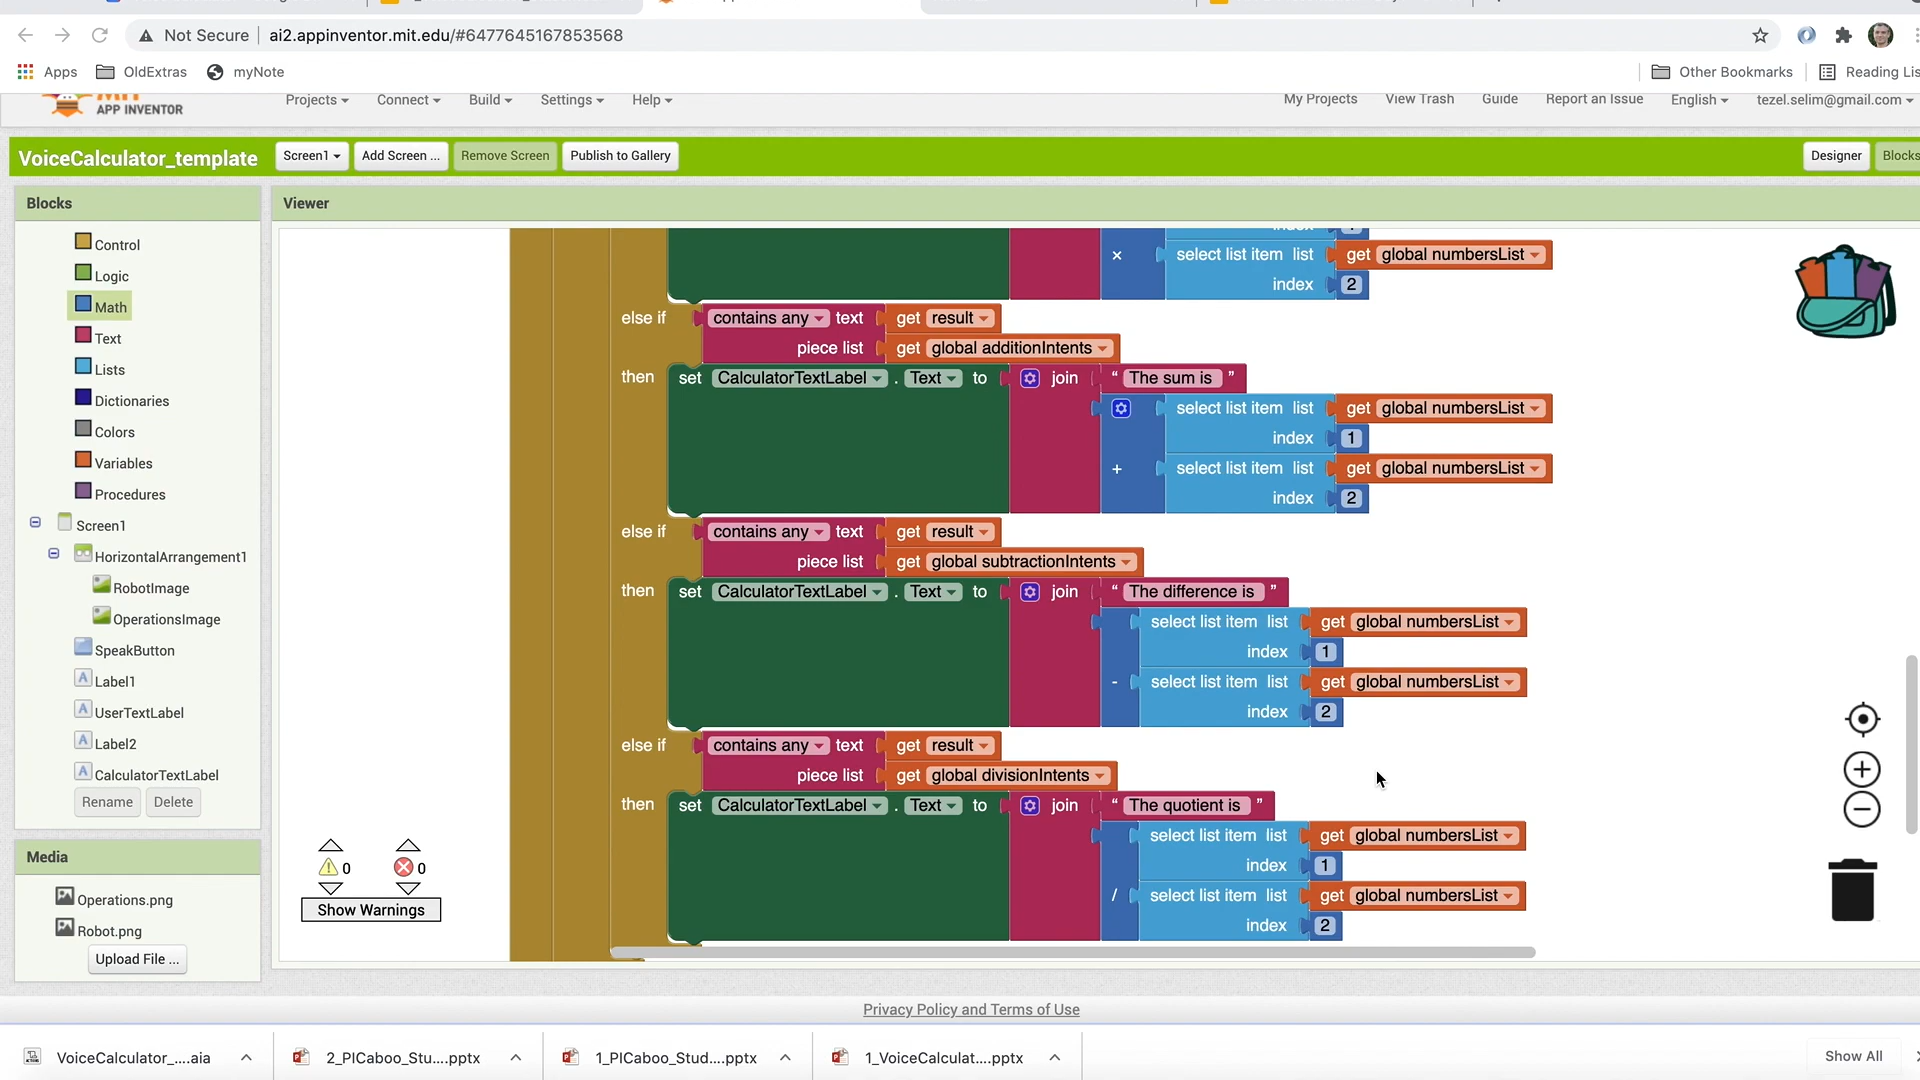 Not Secure ai2.appinventor.mit.edu/#6477645167853568
Apps OldExtras myNote Other Bookmarks Reading Lis
MIT
APP INVENTOR
Projects Connect Build Settings Help My Projects View Trash Guide Report an Issue English tezel.selim@gmail.com
VoiceCalculator_template Screen1 Add Screen ... Remove Screen Publish to Gallery Designer Blocks
Blocks
Viewer
Control
Logic
Math
Text
Lists
Dictionaries
Colors
Variables
Procedures
Screen1
HorizontalArrangement1
RobotImage
OperationsImage
SpeakButton
Label1
UserTextLabel
Label2
CalculatorTextLabel
Rename Delete
Media
Operations.png
Robot.png
Upload File ...
index 1
× select list item list get global numbersList
index 2
else if contains any text get result
piece list get global additionIntents
then set CalculatorTextLabel . Text to join “ The sum is ”
select list item list get global numbersList
index 1
+ select list item list get global numbersList
index 2
else if contains any text get result
piece list get global subtractionIntents
then set CalculatorTextLabel . Text to join “ The difference is ”
select list item list get global numbersList
index 1
- select list item list get global numbersList
index 2
else if contains any text get result
piece list get global divisionIntents
then set CalculatorTextLabel . Text to join “ The quotient is ”
select list item list get global numbersList
index 1
/ select list item list get global numbersList
index 2
0 0
Show Warnings
Privacy Policy and Terms of Use
VoiceCalculator_....aia 2_PICaboo_Stu....pptx 1_PICaboo_Stud....pptx 1_VoiceCalculat....pptx Show All